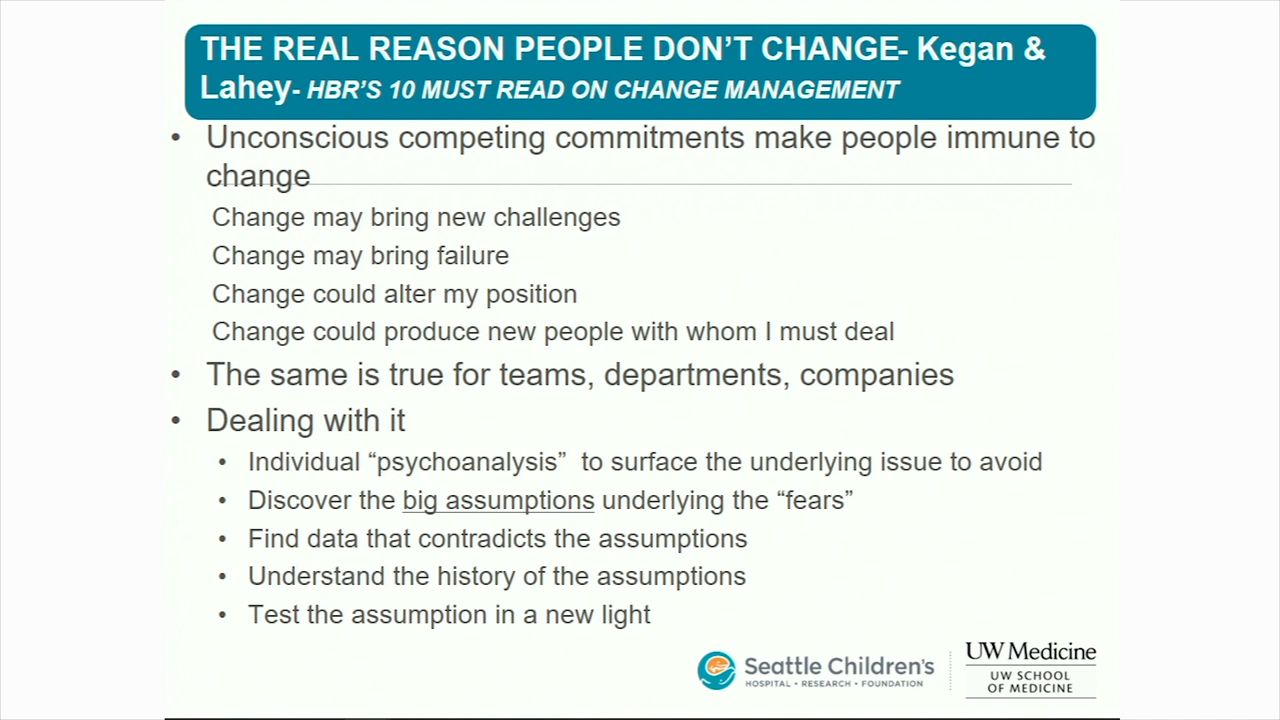 THE REAL REASON PEOPLE DON'T CHANGE- Kegan &
Lahey- HBR'S 10 MUST READ ON CHANGE MANAGEMENT
• Unconscious competing commitments make people immune to
change
Change may bring new challenges
Change may bring failure
Change could alter my position
Change could produce new people with whom I must deal
• The same is true for teams, departments, companies
• Dealing with it
• Individual “psychoanalysis” to surface the underlying issue to avoid
• Discover the big assumptions underlying the “fears”
• Find data that contradicts the assumptions
• Understand the history of the assumptions
• Test the assumption in a new light
Seattle Children's
HOSPITAL • RESEARCH • FOUNDATION
UW Medicine
UW SCHOOL
OF MEDICINE